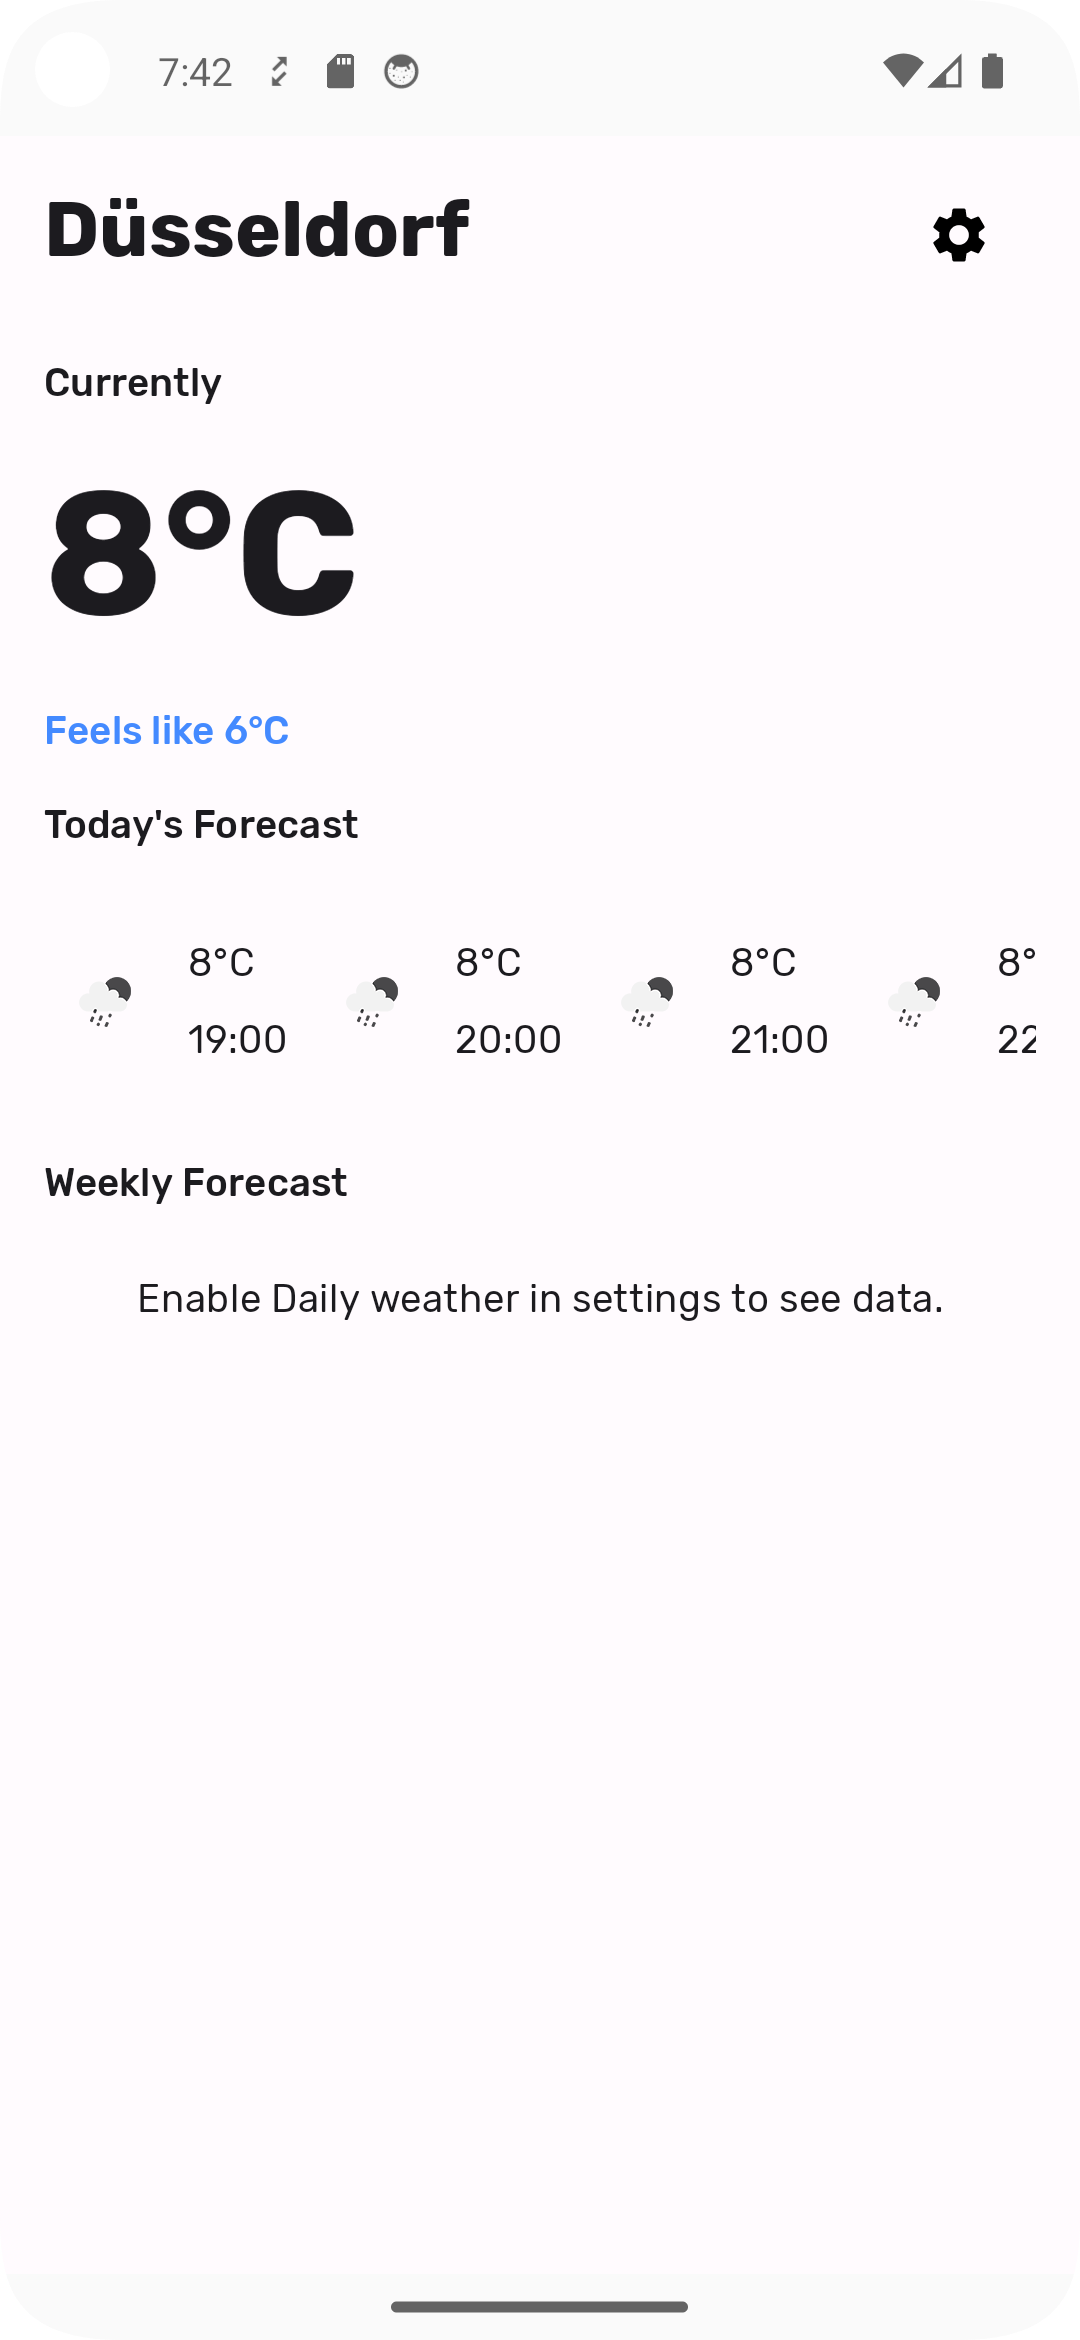 7:42
Düsseldorf
Currently
8°C
Feels like 6°C
Today's Forecast
8°C 8°C 8°C 8°
19:00 20:00 21:00 22
Weekly Forecast
Enable Daily weather in settings to see data.